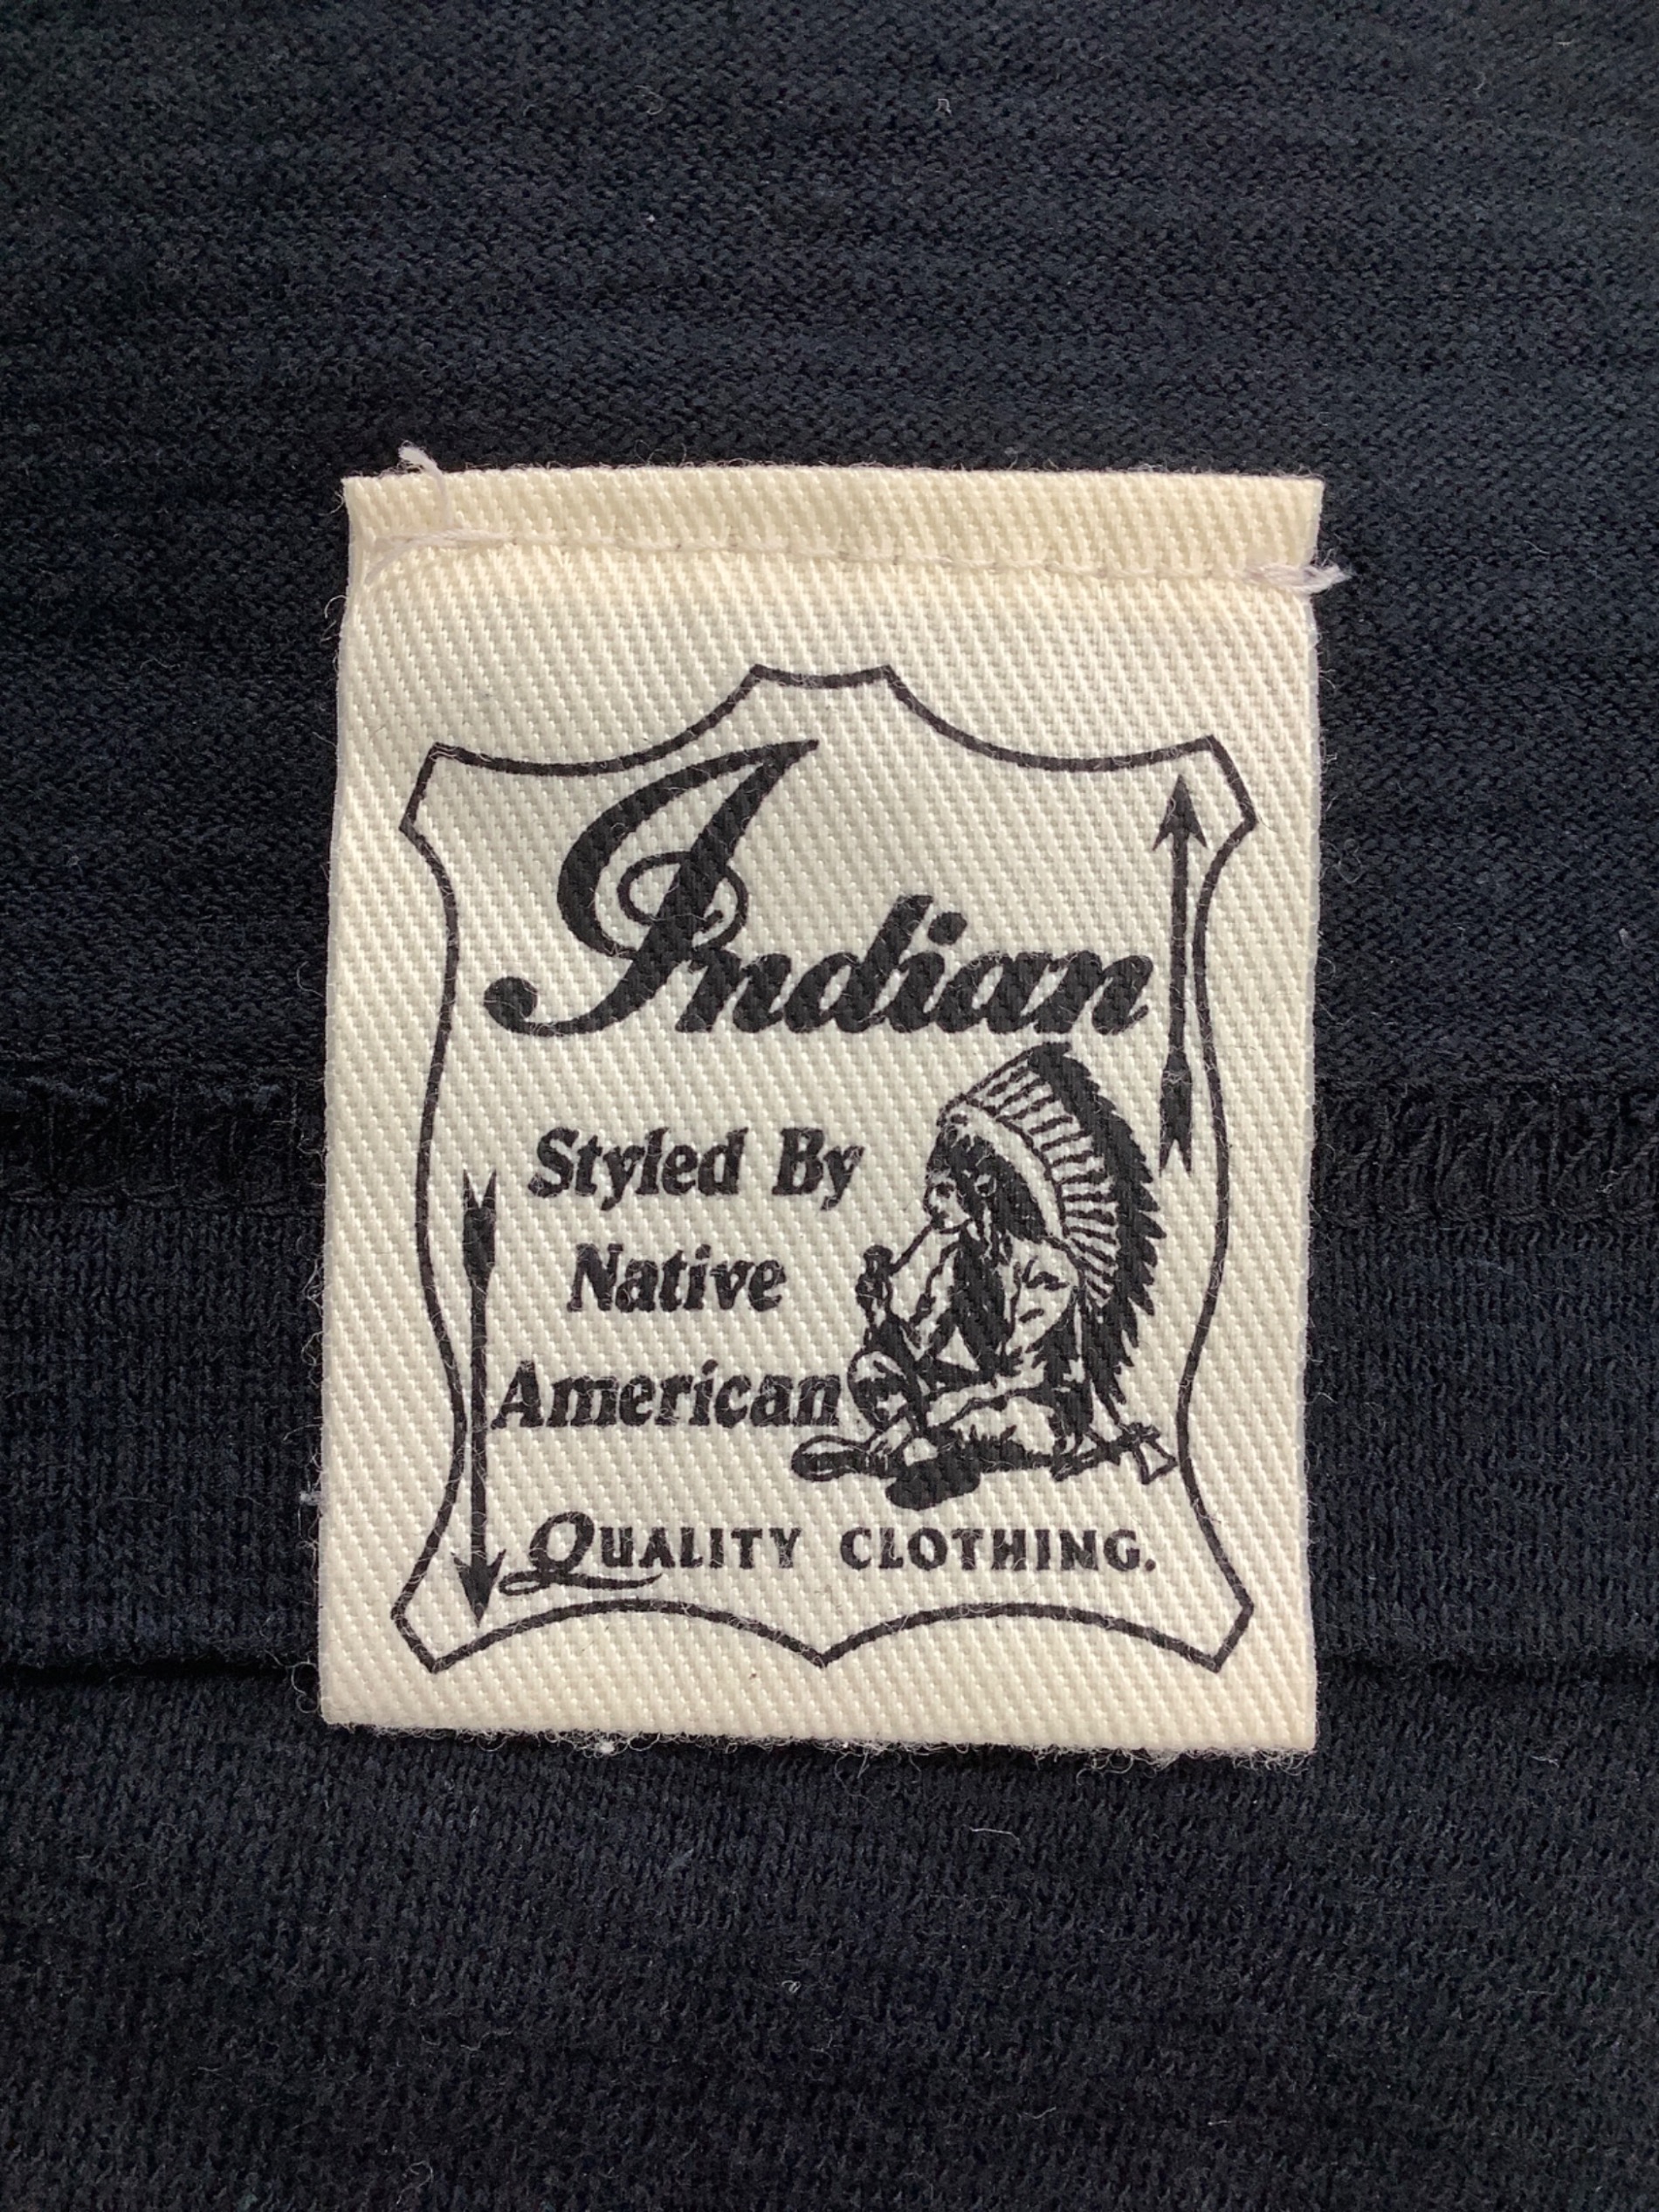 Indian
Styled By
Native
American
QUALITY CLOTHING.